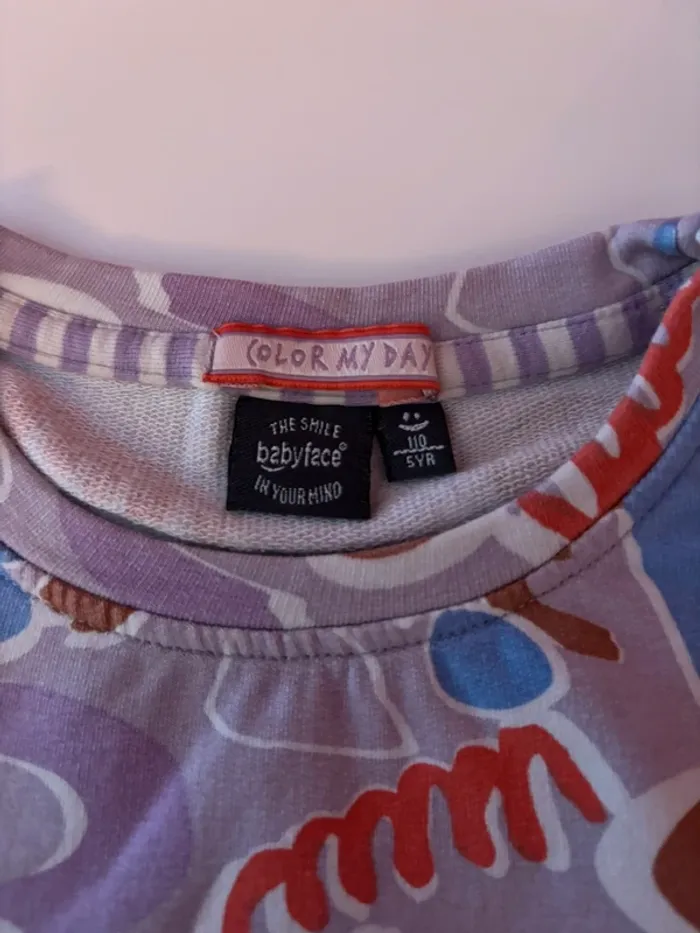 COLOR MY DAY
THE SMILE
babyface®
IN YOUR MIND
110
5YR